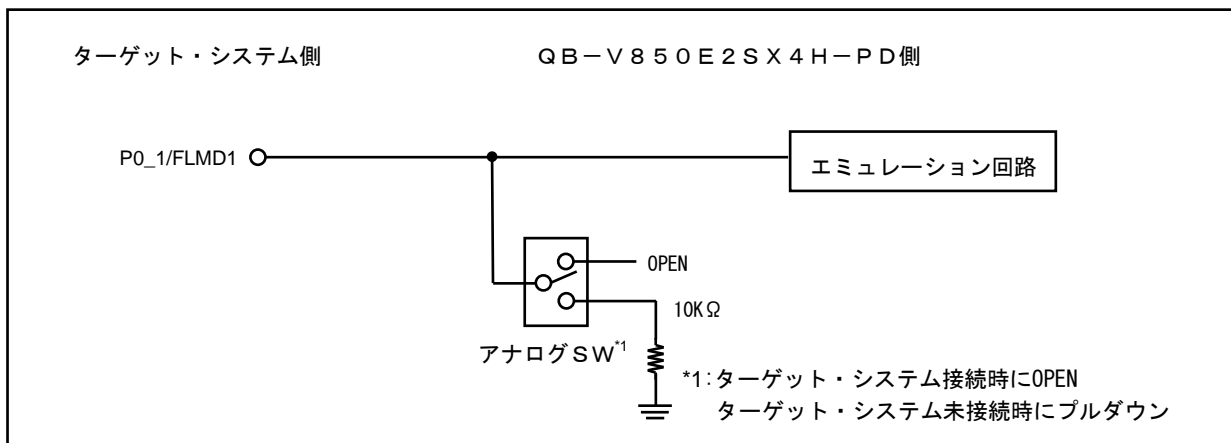 ターゲット・システム側
QB-V850E2SX4H-PD側
P0_1/FLMD1
エミュレーション回路
OPEN
10KΩ
アナログSW*1
*1:ターゲット・システム接続時にOPEN
ターゲット・システム未接続時にプルダウン